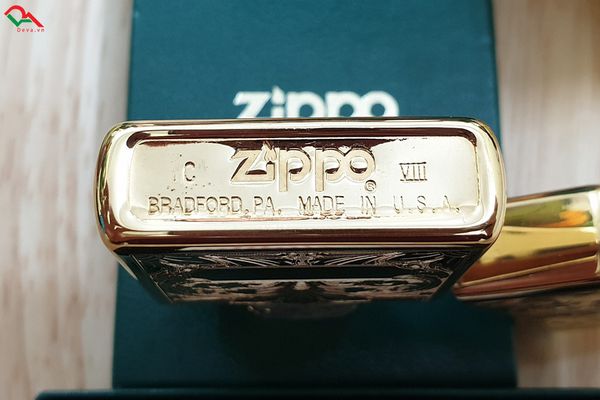 Deva.vn
zippo
C zippo® VIII
BRADFORD, PA. MADE IN U.S.A.